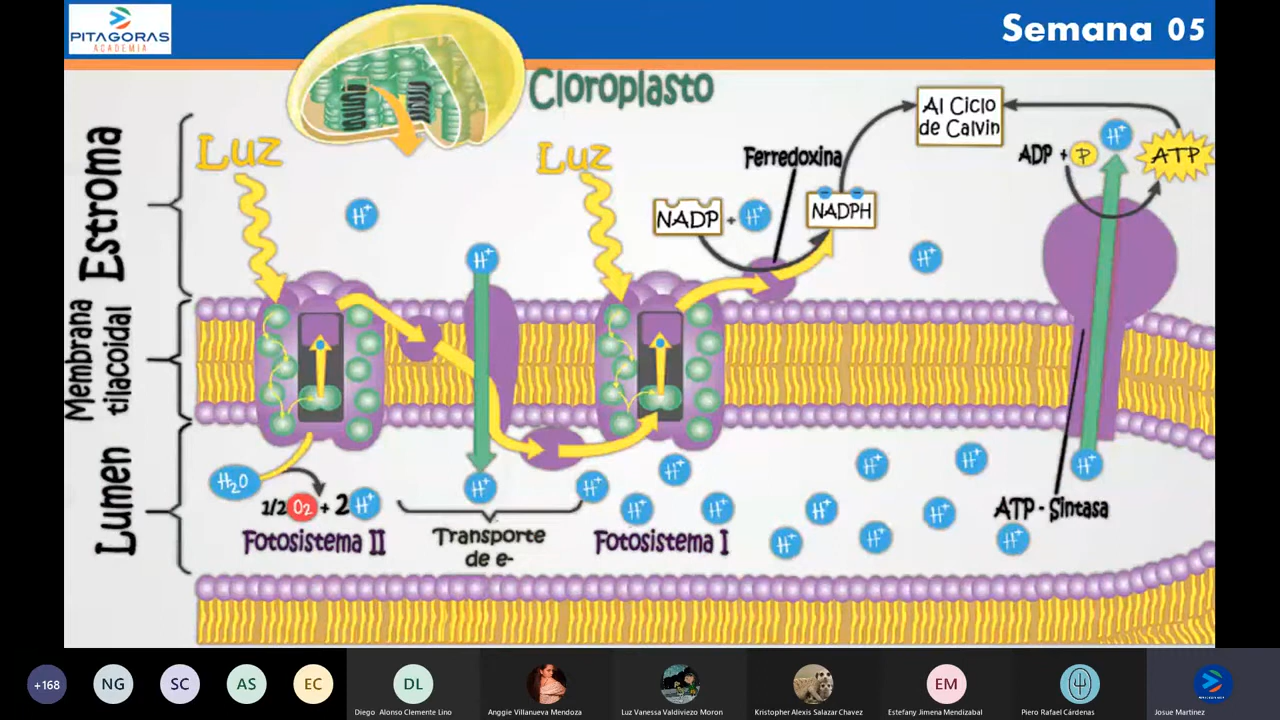 PITAGORAS
ACADEMIA
Semana 05
Cloroplasto
Estroma
Membrana
tilacoidal
Lumen
Luz
Luz
H+
H+
Ferredoxina
NADP + H+
NADPH
Al Ciclo
de Calvin
H+
ADP + P
ATP
H+
H2O
1/2 O2 + 2 H+
Fotosistema II
H+
Transporte
de e-
Fotosistema I
H+
H+
H+
H+
H+
H+
H+
H+
H+
H+
H+
H+
ATP - Sintasa
+168
NG
SC
AS
EC
DL
Diego Alonso Clemente Lino
Anggie Villanueva Mendoza
Luz Vanessa Valdiviezo Moron
Kristopher Alexis Salazar Chavez
EM
Estefany Jimena Mendizabal
Piero Rafael Cárdenas
Josue Martinez